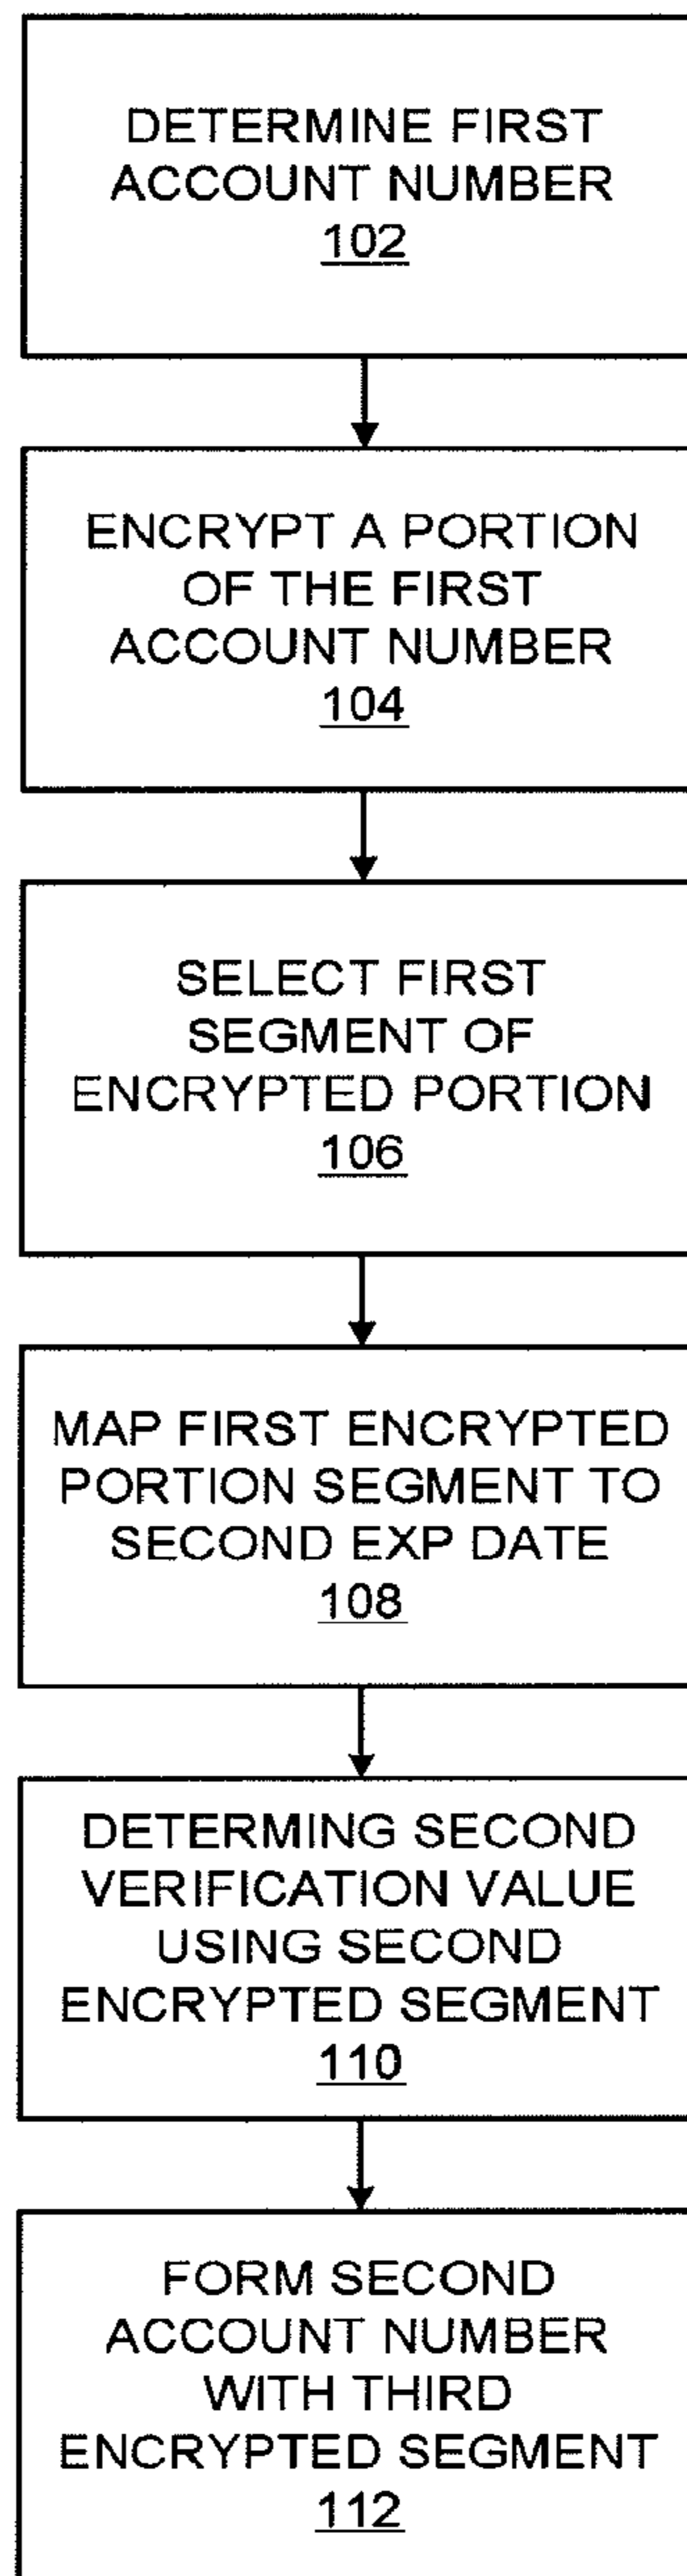 DETERMINE FIRST
ACCOUNT NUMBER
102
ENCRYPT A PORTION
OF THE FIRST
ACCOUNT NUMBER
104
SELECT FIRST
SEGMENT OF
ENCRYPTED PORTION
106
MAP FIRST ENCRYPTED
PORTION SEGMENT TO
SECOND EXP DATE
108
DETERMING SECOND
VERIFICATION VALUE
USING SECOND
ENCRYPTED SEGMENT
110
FORM SECOND
ACCOUNT NUMBER
WITH THIRD
ENCRYPTED SEGMENT
112